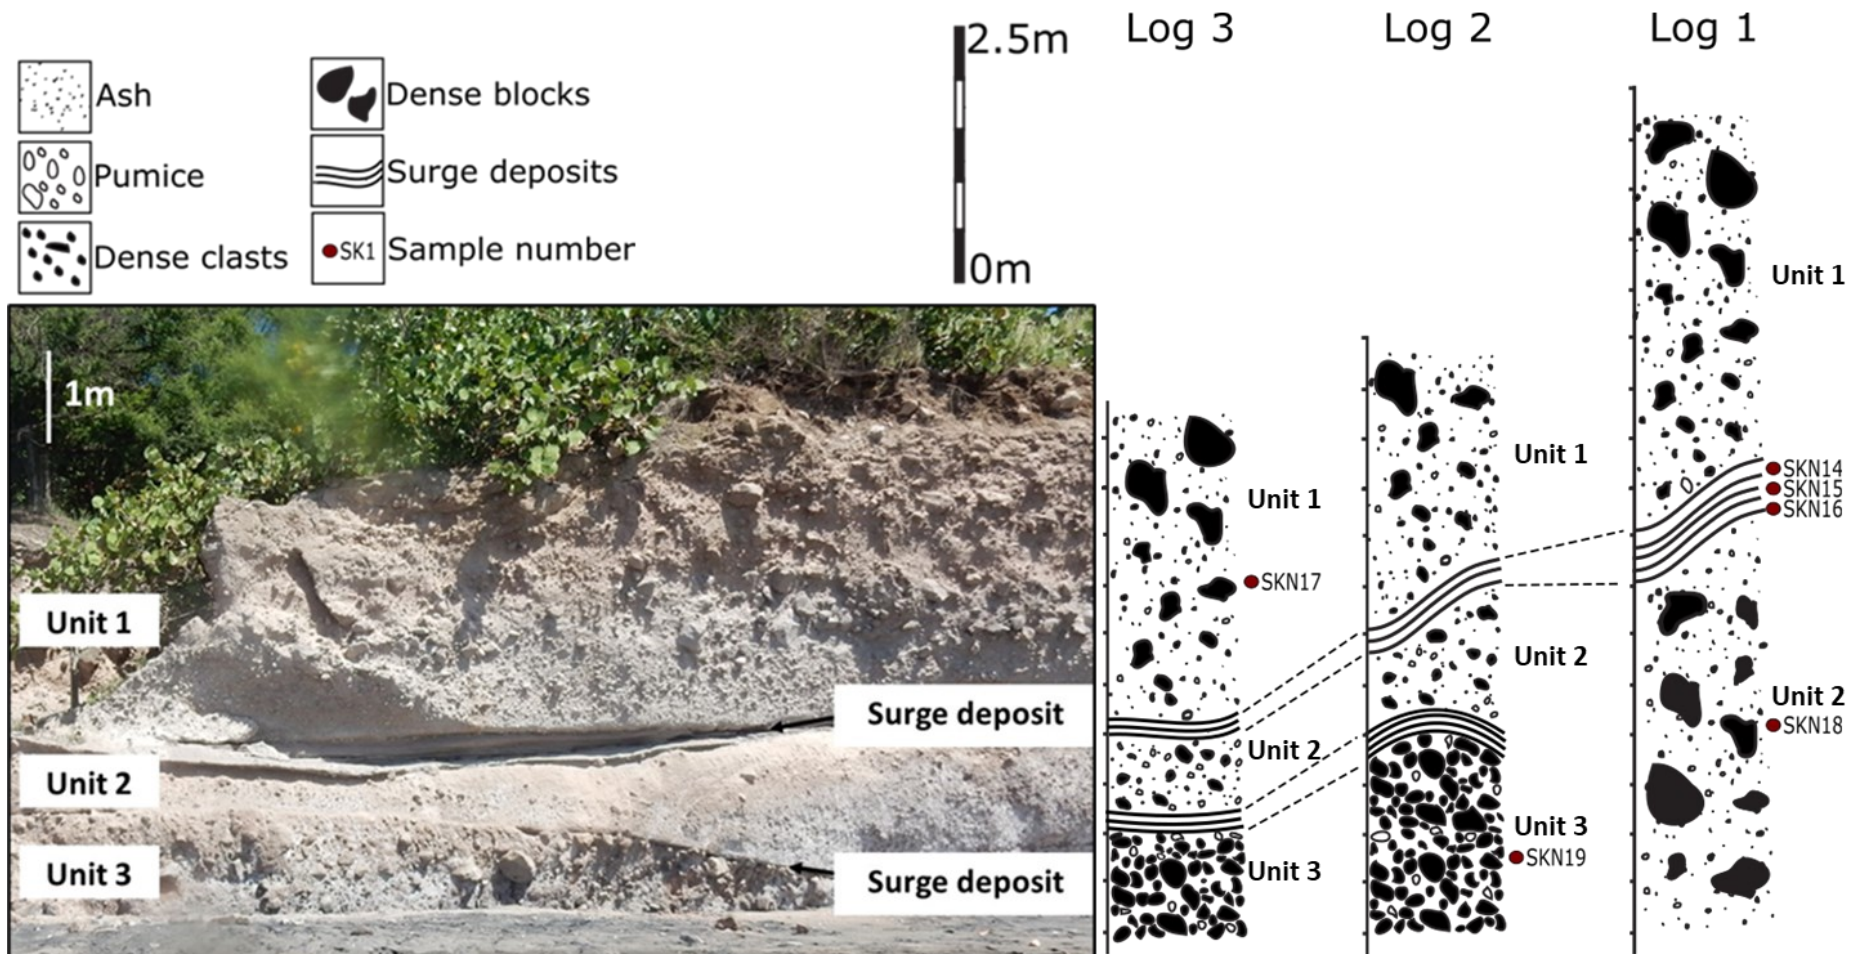 Ash
Pumice
Dense clasts
Dense blocks
Surge deposits
SK1 Sample number
2.5m
0m
1m
Unit 1
Surge deposit
Unit 2
Unit 3
Surge deposit
Log 3
Unit 1
SKN17
Unit 2
Unit 3
Log 2
Unit 1
Unit 2
Unit 3
SKN19
Log 1
Unit 1
SKN14
SKN15
SKN16
Unit 2
SKN18